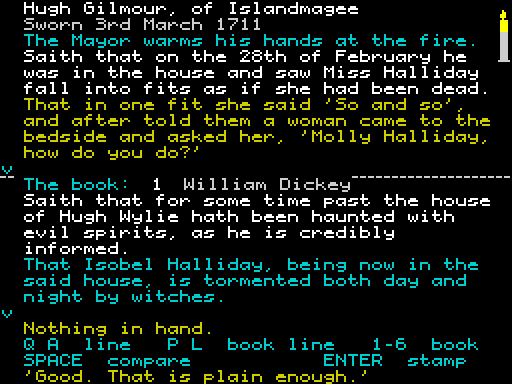 Hugh Gilmour, of Islandmagee
Sworn 3rd March 1711
The Mayor warms his hands at the fire.
Saith that on the 28th of February he
was in the house and saw Miss Halliday
fall into fits as if she had been dead.
That in one fit she said 'So and so',
and after told them a woman came to the
bedside and asked her, 'Molly Halliday,
how do you do?'
v
The book: 1 William Dickey
Saith that for some time past the house
of Hugh Wylie hath been haunted with
evil spirits, as he is credibly
informed.
That Isobel Halliday, being now in the
said house, is tormented both day and
night by witches.
v
Nothing in hand.
Q A line P L book line 1-6 book
SPACE compare ENTER stamp
'Good. That is plain enough.'